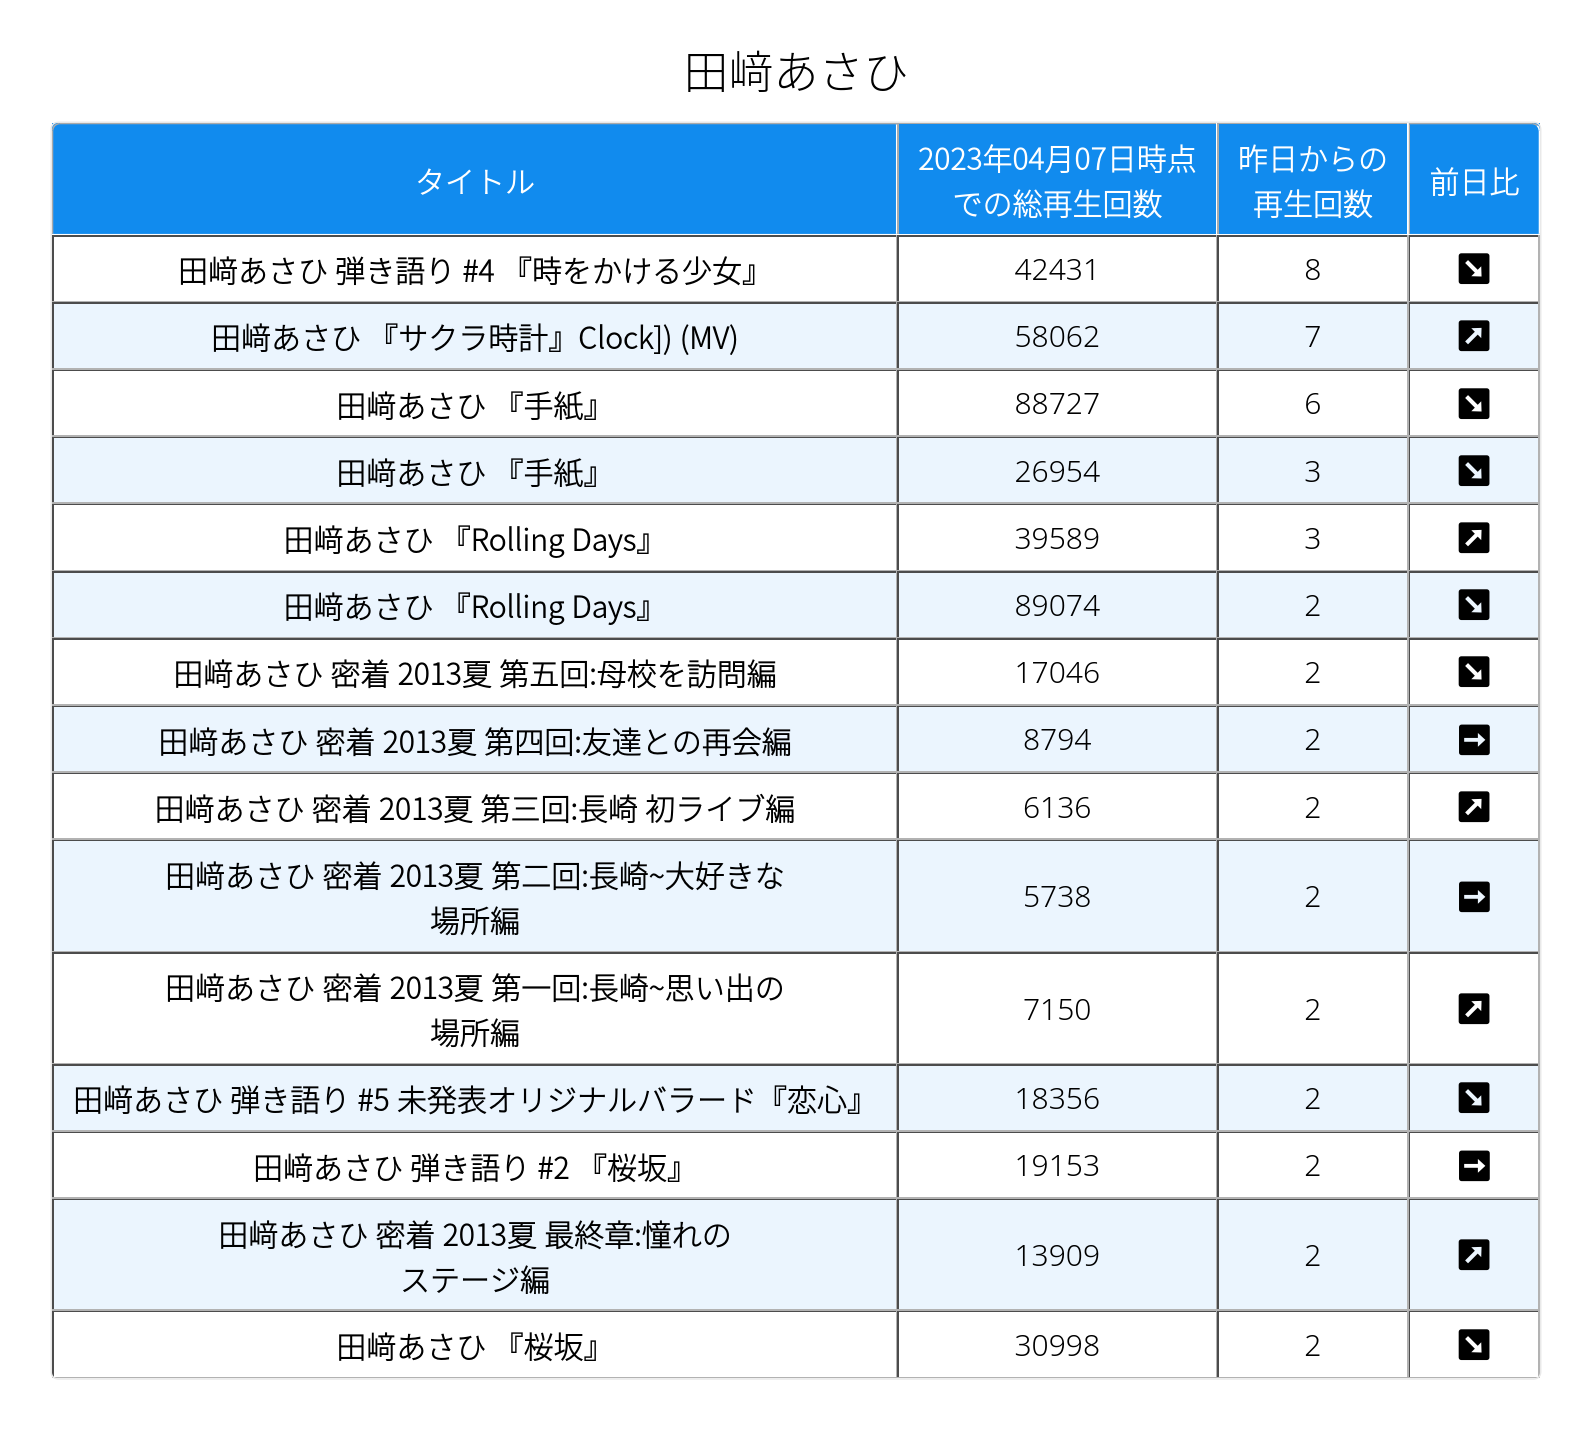 田﨑あさひ
タイトル
2023年04月07日時点
での総再生回数
昨日からの
再生回数
前日比
田﨑あさひ 弾き語り #4 『時をかける少女』 42431 8 ↘
田﨑あさひ 『サクラ時計』Clock]) (MV) 58062 7 ↗
田﨑あさひ 『手紙』 88727 6 ↘
田﨑あさひ 『手紙』 26954 3 ↘
田﨑あさひ 『Rolling Days』 39589 3 ↗
田﨑あさひ 『Rolling Days』 89074 2 ↘
田﨑あさひ 密着 2013夏 第五回:母校を訪問編 17046 2 ↘
田﨑あさひ 密着 2013夏 第四回:友達との再会編 8794 2 →
田﨑あさひ 密着 2013夏 第三回:長崎 初ライブ編 6136 2 ↗
田﨑あさひ 密着 2013夏 第二回:長崎~大好きな
場所編 5738 2 →
田﨑あさひ 密着 2013夏 第一回:長崎~思い出の
場所編 7150 2 ↗
田﨑あさひ 弾き語り #5 未発表オリジナルバラード『恋心』 18356 2 ↘
田﨑あさひ 弾き語り #2 『桜坂』 19153 2 →
田﨑あさひ 密着 2013夏 最終章:憧れの
ステージ編 13909 2 ↗
田﨑あさひ 『桜坂』 30998 2 ↘